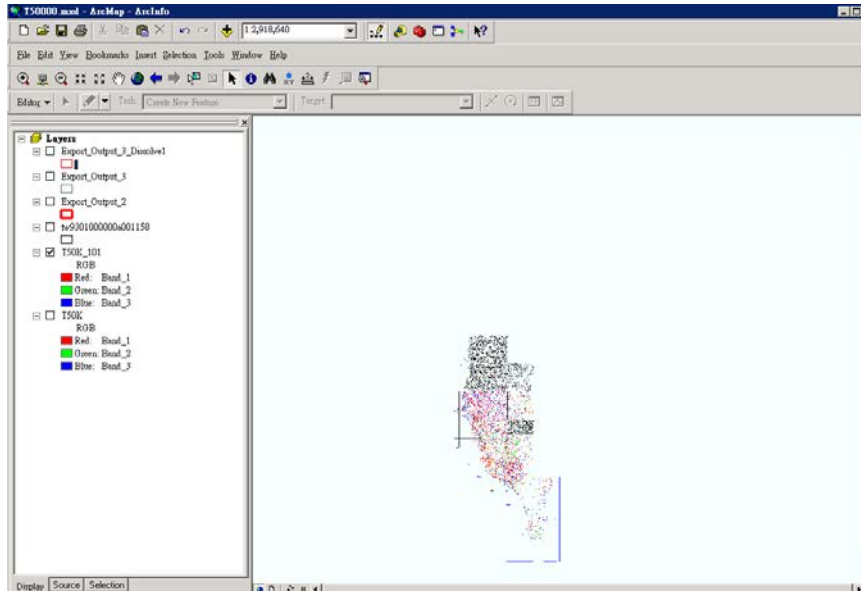 T50000.mxd - ArcMap - ArcInfo
1:2,918,640
File Edit View Bookmarks Insert Selection Tools Window Help
Editor Task: Create New Feature Target:
Layers
Export_Output_3_Dissolve1
Export_Output_3
Export_Output_2
T50K_101
RGB
Red: Band_1
Green: Band_2
Blue: Band_3
T50K
RGB
Red: Band_1
Green: Band_2
Blue: Band_3
Display Source Selection